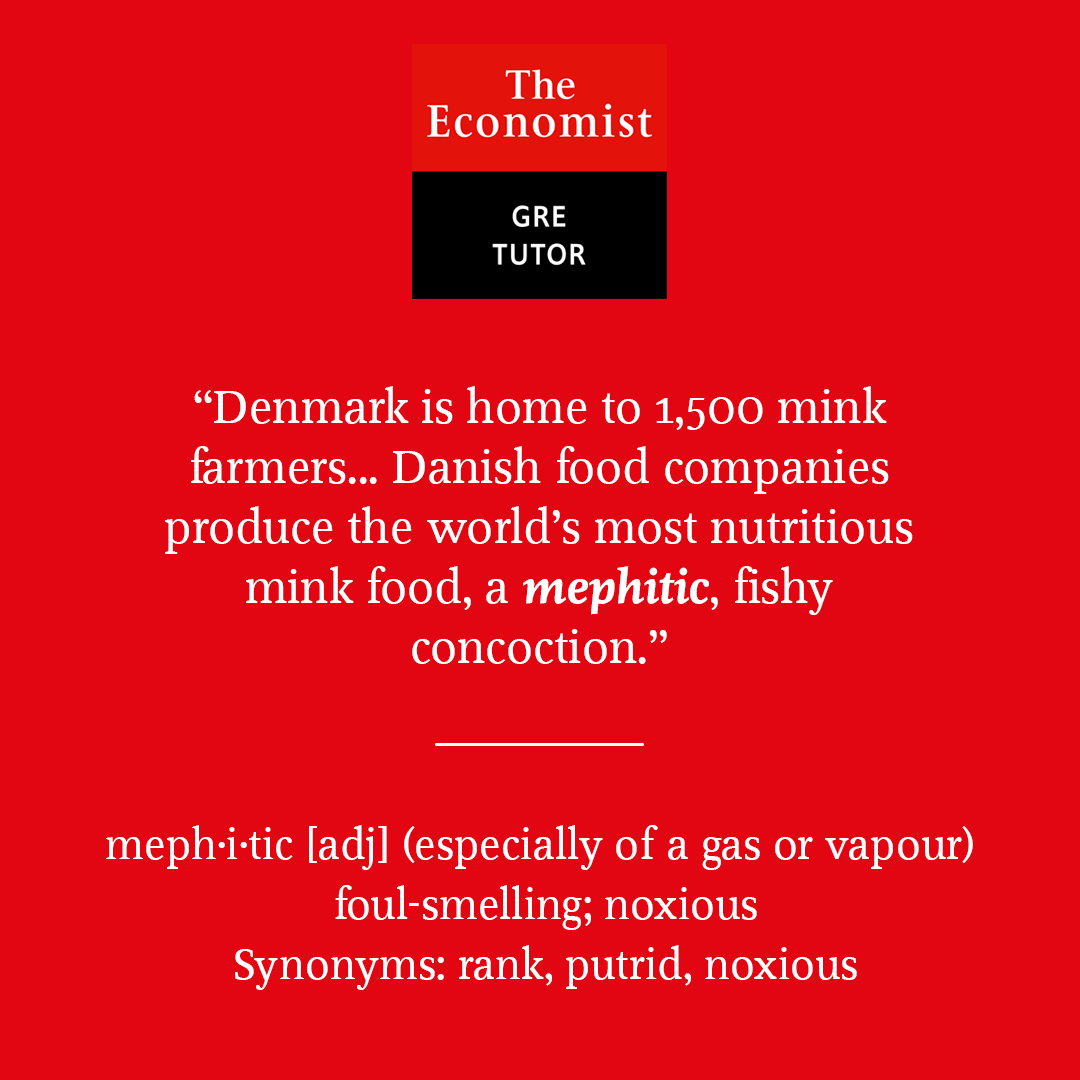 The
Economist
GRE
TUTOR
“Denmark is home to 1,500 mink
farmers... Danish food companies
produce the world’s most nutritious
mink food, a mephitic, fishy
concoction.”
meph·i·tic [adj] (especially of a gas or vapour)
foul-smelling; noxious
Synonyms: rank, putrid, noxious